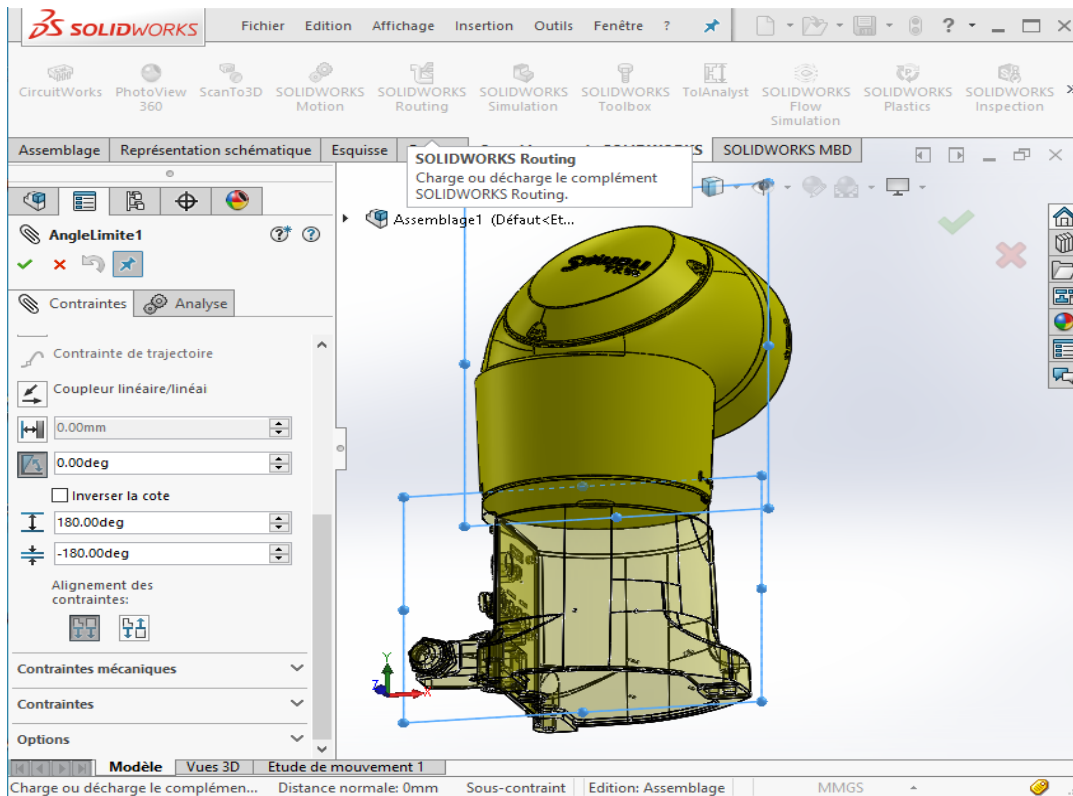 SOLIDWORKS
Fichier Edition Affichage Insertion Outils Fenêtre ?
?
CircuitWorks
PhotoView 360
ScanTo3D
SOLIDWORKS Motion
SOLIDWORKS Routing
SOLIDWORKS Simulation
SOLIDWORKS Toolbox
TolAnalyst
SOLIDWORKS Flow Simulation
SOLIDWORKS Plastics
SOLIDWORKS Inspection
Assemblage Représentation schématique Esquisse SOLIDWORKS MBD
SOLIDWORKS Routing
Charge ou décharge le complément
SOLIDWORKS Routing.
Assemblage1 (Défaut<Et...
AngleLimite1
Contraintes Analyse
Contrainte de trajectoire
Coupleur linéaire/linéai
0.00mm
0.00deg
Inverser la cote
180.00deg
-180.00deg
Alignement des
contraintes:
Contraintes mécaniques
Contraintes
Options
Y
Z
X
Modèle Vues 3D Etude de mouvement 1
Charge ou décharge le complémen... Distance normale: 0mm Sous-contraint Edition: Assemblage MMGS